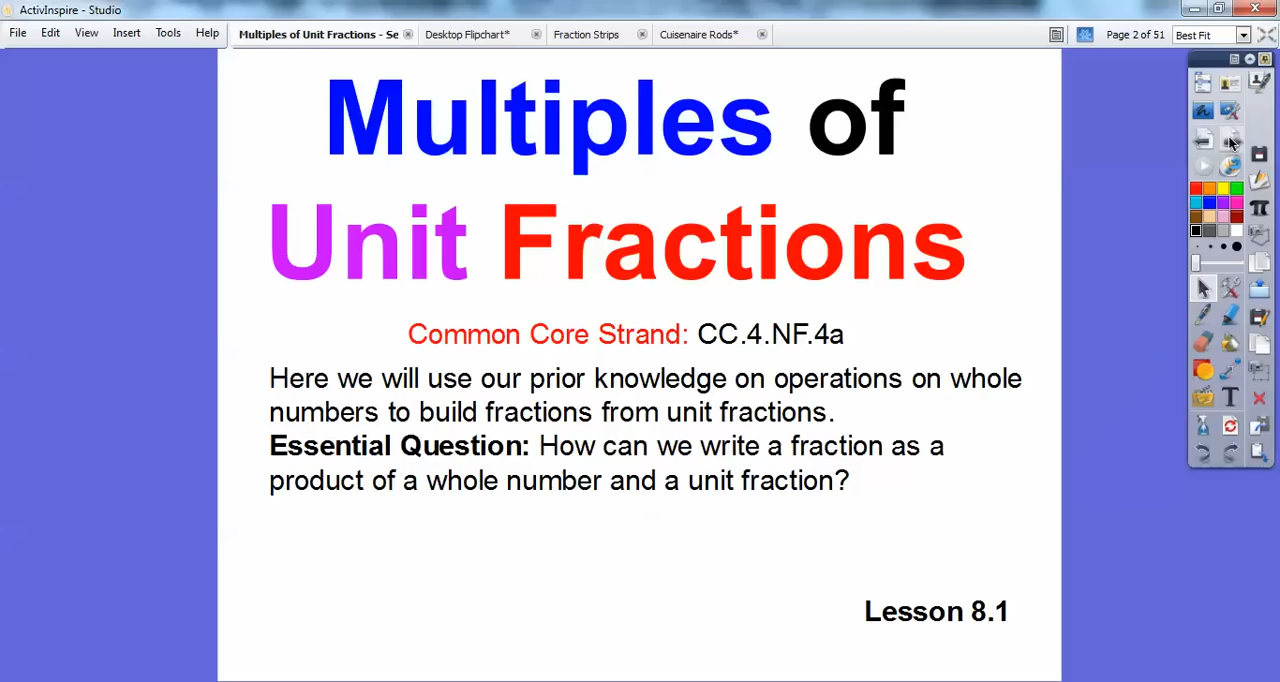 ActivInspire - Studio
File Edit View Insert Tools Help
Multiples of Unit Fractions - Se Desktop Flipchart* Fraction Strips Cuisenaire Rods* Page 2 of 51 Best Fit
Multiples of
Unit Fractions
Common Core Strand: CC.4.NF.4a
Here we will use our prior knowledge on operations on whole
numbers to build fractions from unit fractions.
Essential Question: How can we write a fraction as a
product of a whole number and a unit fraction?
Lesson 8.1